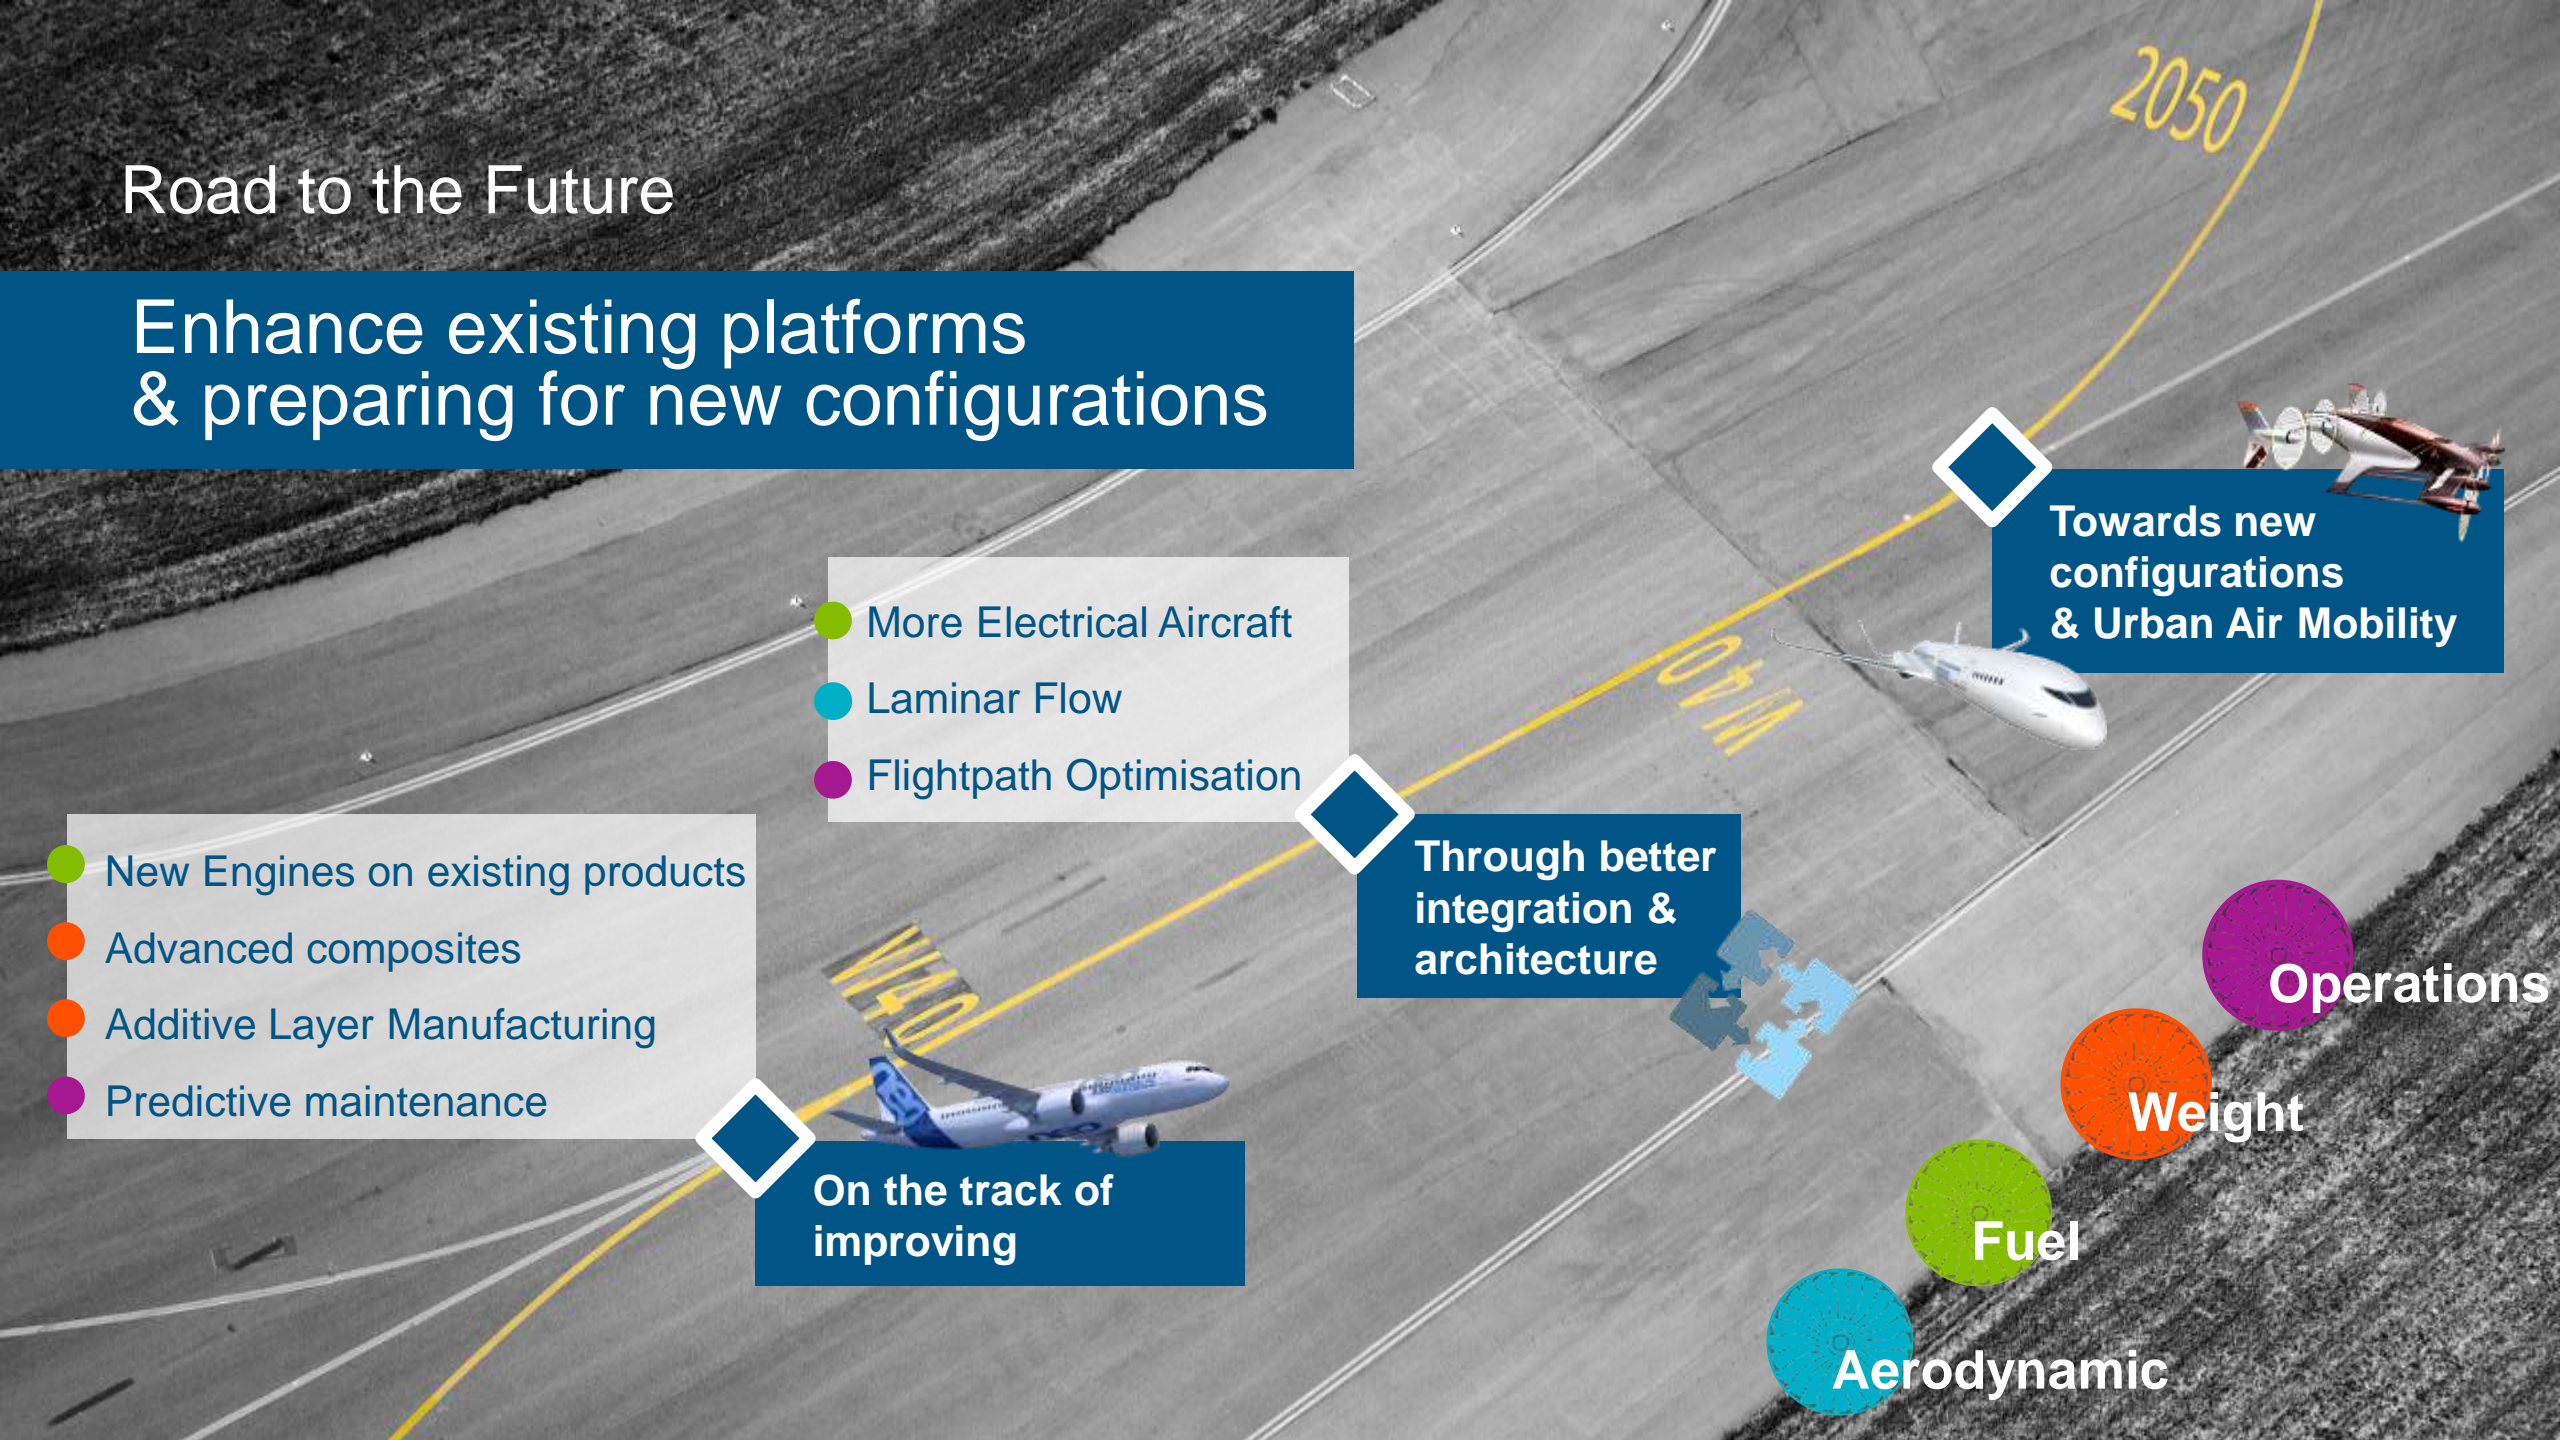 Road to the Future
Enhance existing platforms
& preparing for new configurations
2050
Towards new
configurations
& Urban Air Mobility
More Electrical Aircraft
Laminar Flow
Flightpath Optimisation
W40
Through better
integration &
architecture
New Engines on existing products
Advanced composites
Additive Layer Manufacturing
Predictive maintenance
W40
On the track of
improving
Operations
Weight
Fuel
Aerodynamic